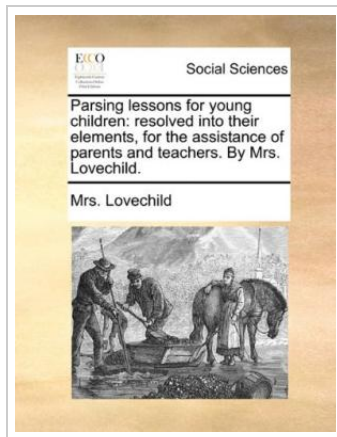 ECCO
Social Sciences
Parsing lessons for young
children: resolved into their
elements, for the assistance of
parents and teachers. By Mrs.
Lovechild.
Mrs. Lovechild